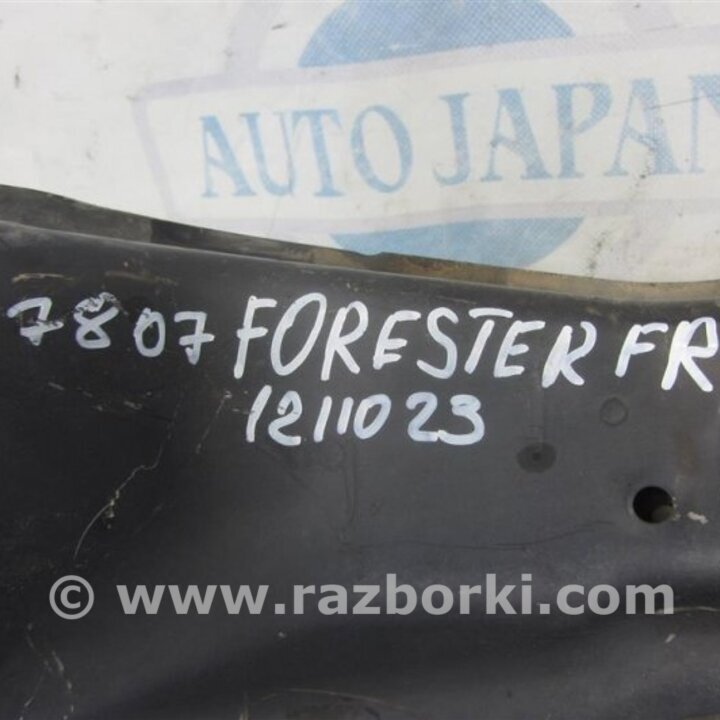 AUTO JAPAN
7807 FORESTER FR
1211023
© www.razborki.com